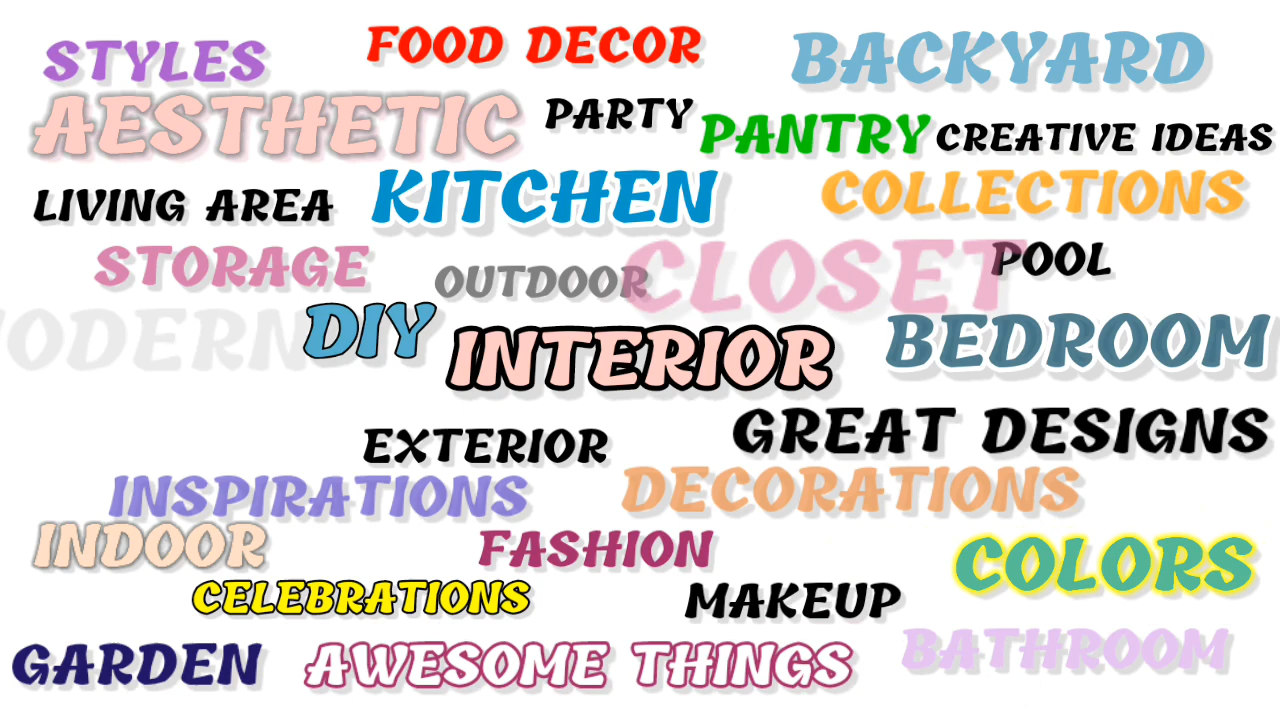 STYLES
FOOD DECOR
BACKYARD
AESTHETIC
PARTY
PANTRY
CREATIVE IDEAS
LIVING AREA
KITCHEN
COLLECTIONS
STORAGE
OUTDOOR
CLOSET
POOL
ODERN
DIY
INTERIOR
BEDROOM
EXTERIOR
GREAT DESIGNS
INSPIRATIONS
DECORATIONS
INDOOR
FASHION
COLORS
CELEBRATIONS
MAKEUP
GARDEN
AWESOME THINGS
BATHROOM